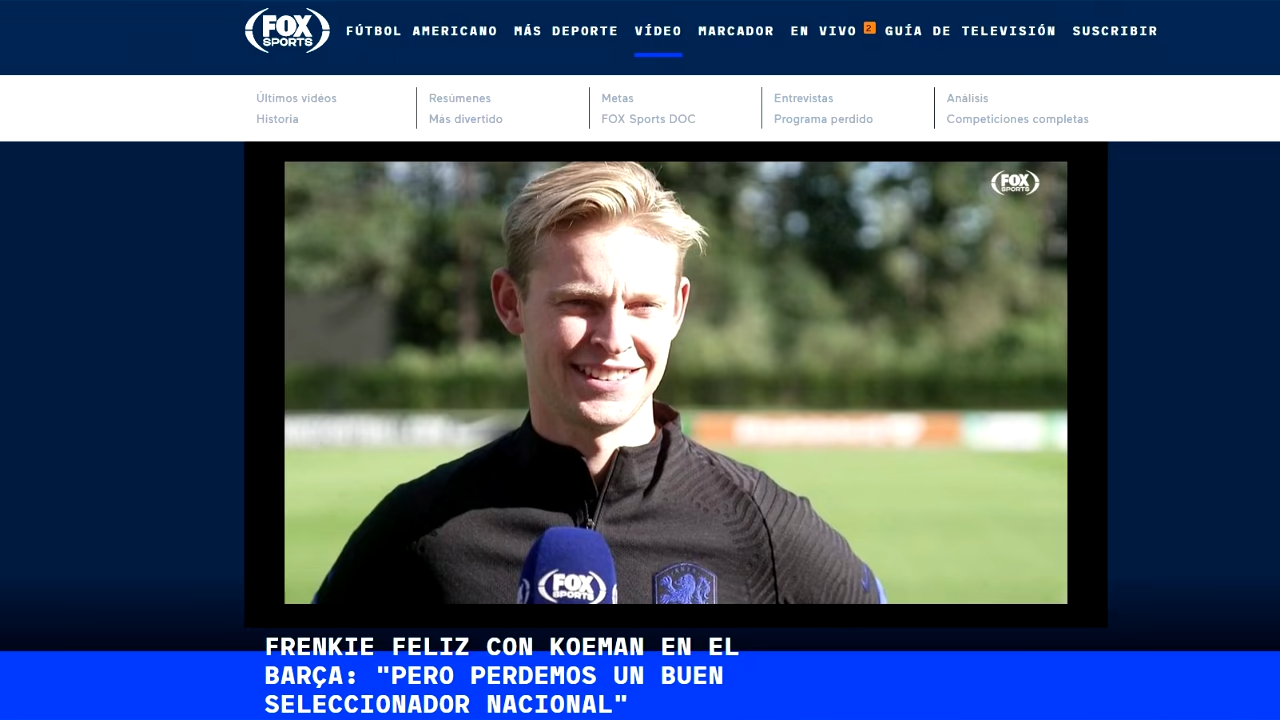 FOX SPORTS
FÚTBOL AMERICANO MÁS DEPORTE VÍDEO MARCADOR EN VIVO 2 GUÍA DE TELEVISIÓN SUSCRIBIR
Últimos vídeos Resúmenes Metas Entrevistas Análisis
Historia Más divertido FOX Sports DOC Programa perdido Competiciones completas
FOX SPORTS
FOX SPORTS
FRENKIE FELIZ CON KOEMAN EN EL
BARÇA: "PERO PERDEMOS UN BUEN
SELECCIONADOR NACIONAL"